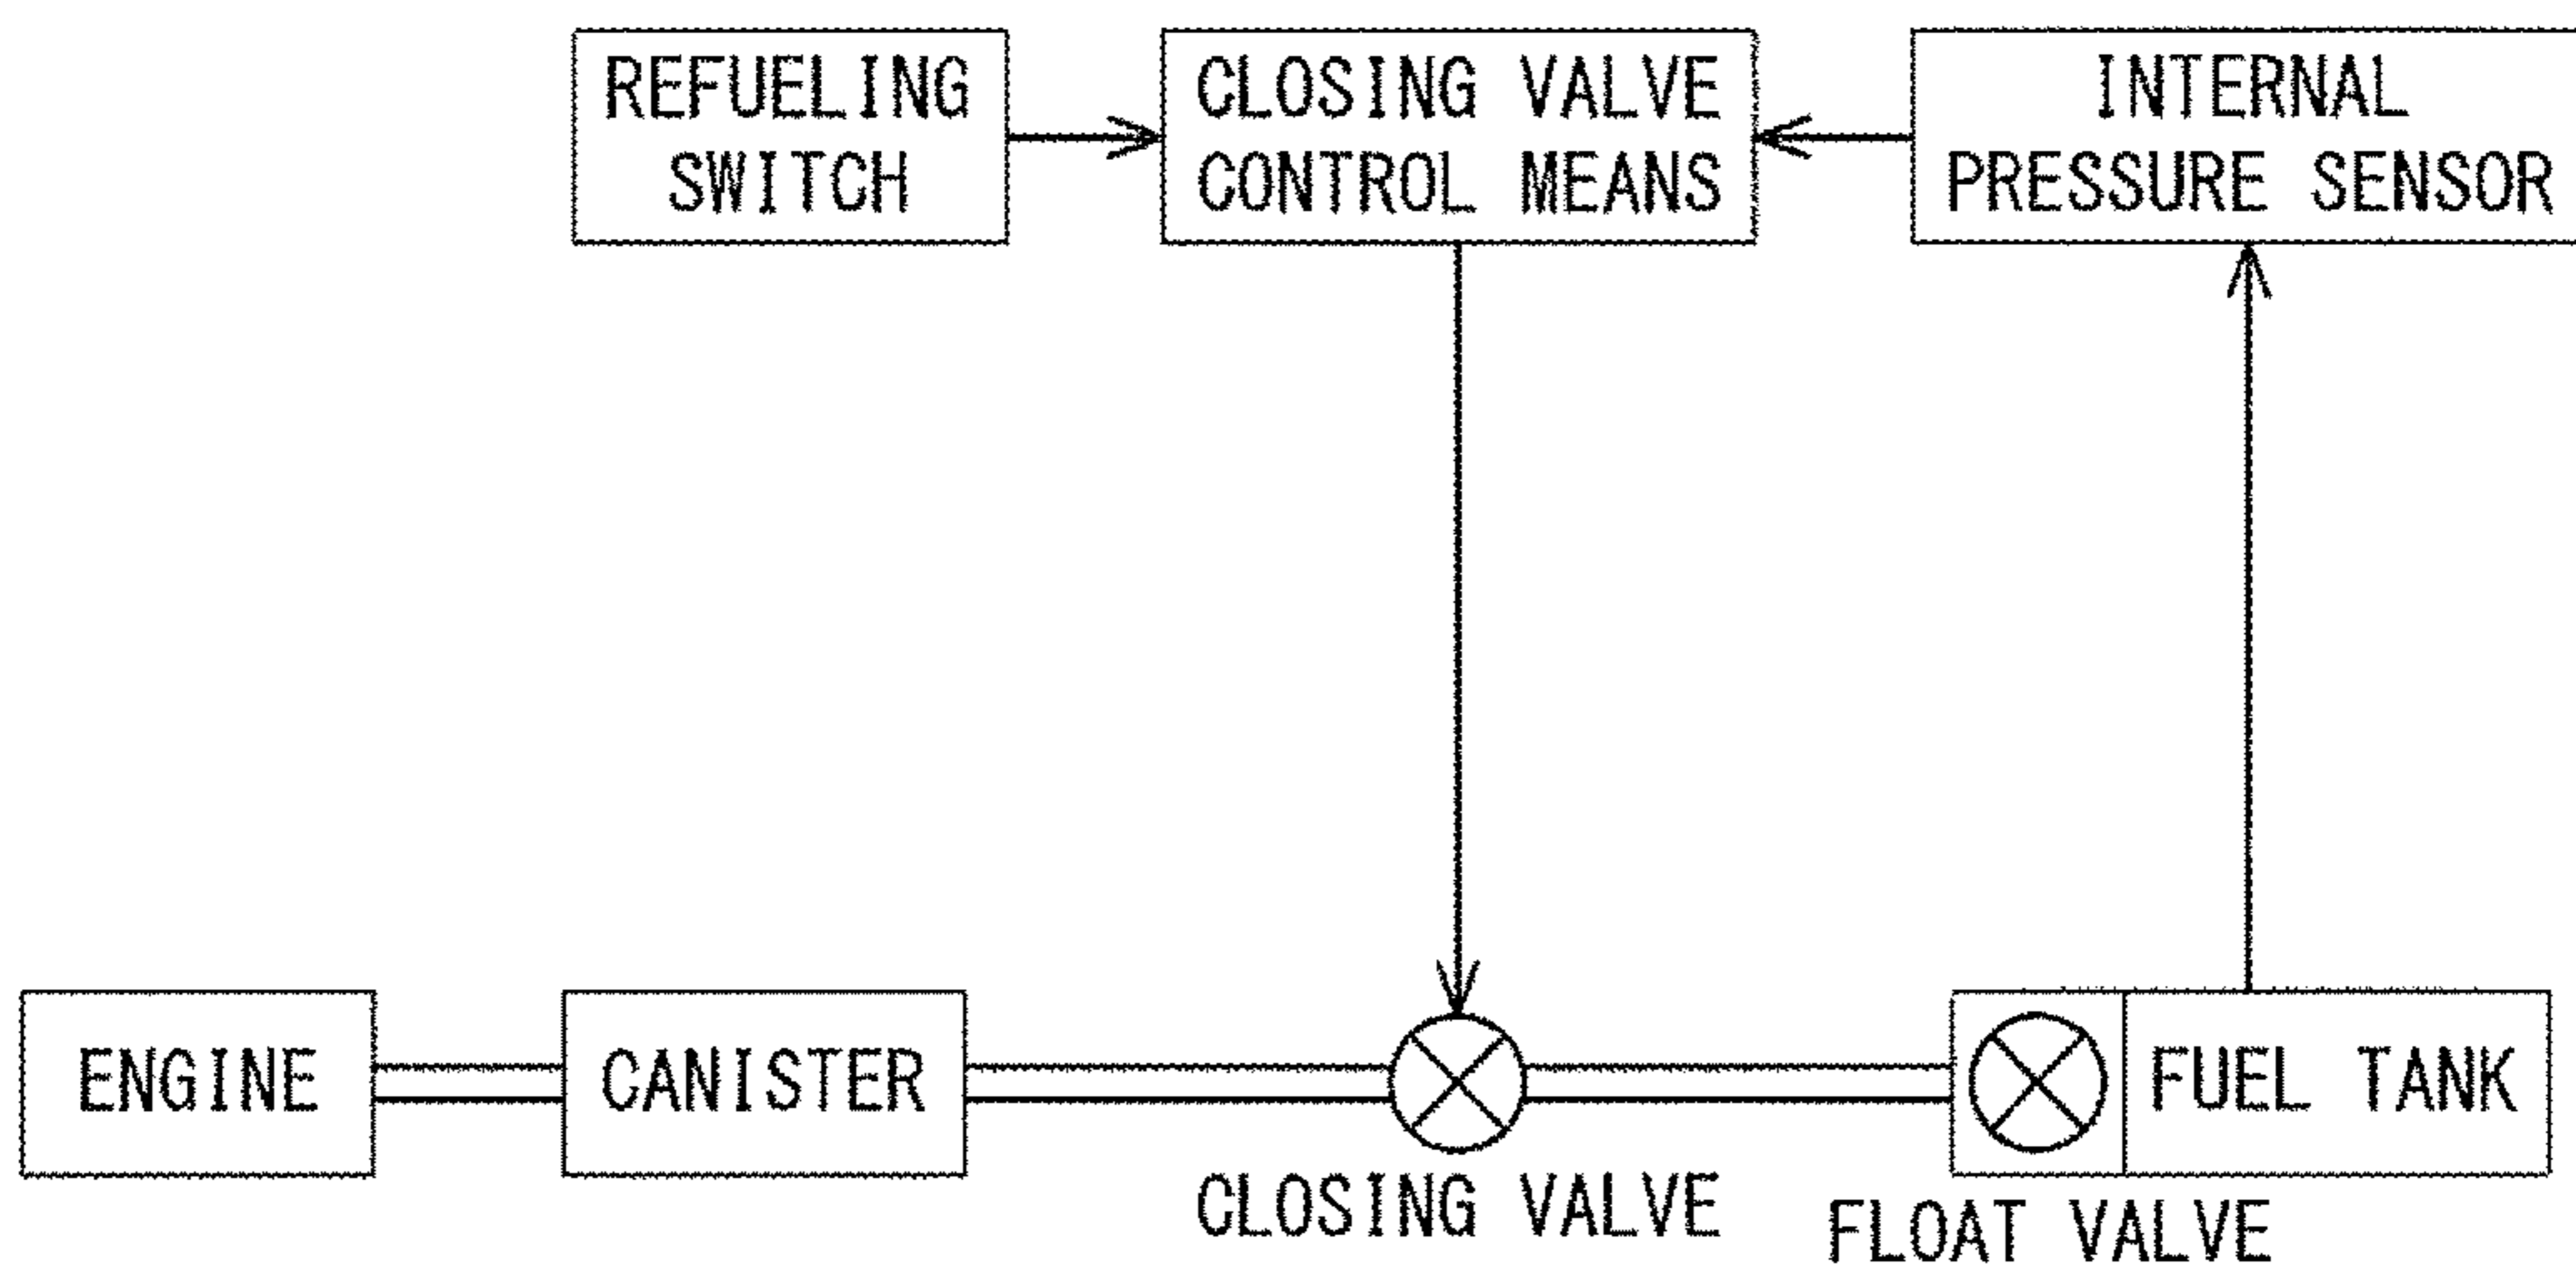 REFUELING
SWITCH
CLOSING VALVE
CONTROL MEANS
INTERNAL
PRESSURE SENSOR
ENGINE
CANISTER
FUEL TANK
CLOSING VALVE
FLOAT VALVE